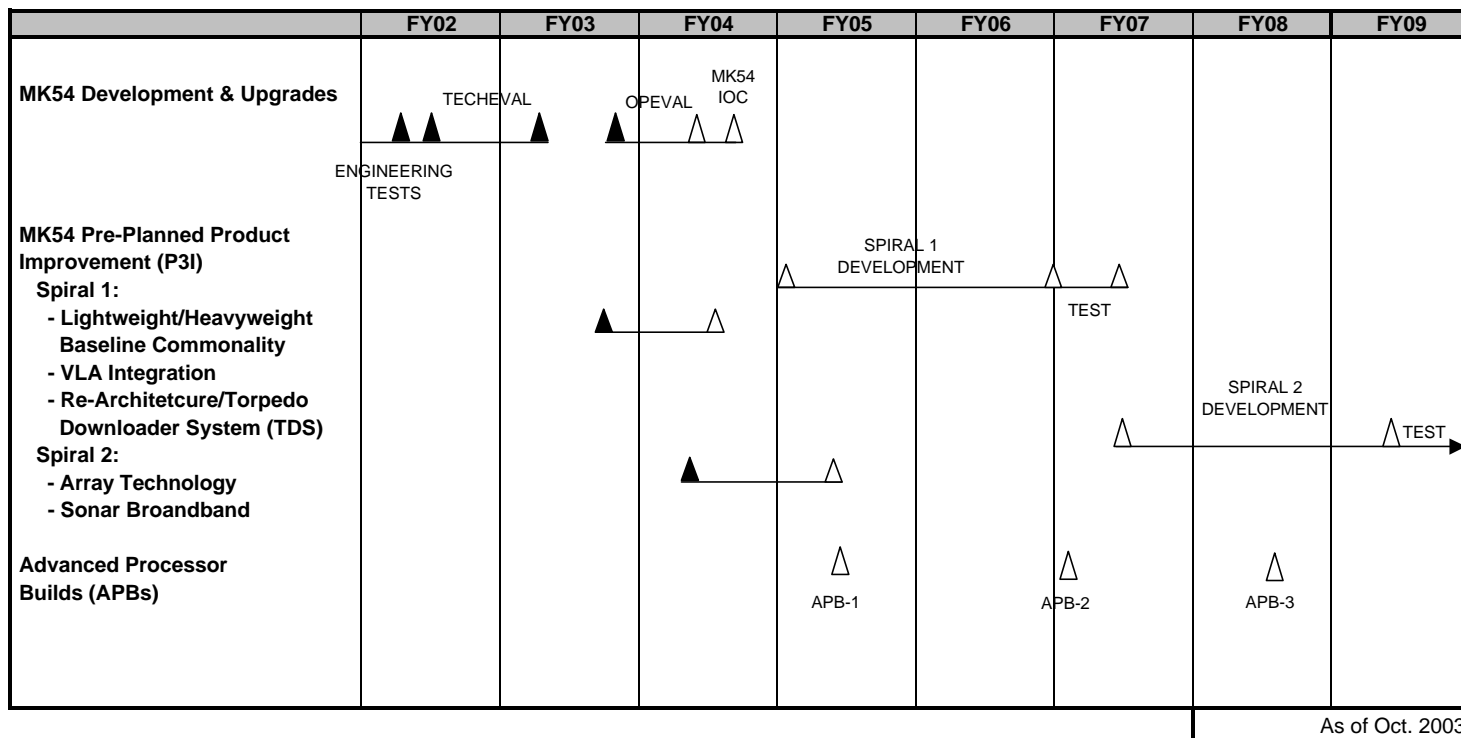 FY02 FY03 FY04 FY05 FY06 FY07 FY08 FY09
MK54 Development & Upgrades
TECHEVAL
OPEVAL
MK54
IOC
ENGINEERING
TESTS
MK54 Pre-Planned Product
Improvement (P3I)
SPIRAL 1
DEVELOPMENT
TEST
Spiral 1:
- Lightweight/Heavyweight
Baseline Commonality
- VLA Integration
- Re-Architetcure/Torpedo
Downloader System (TDS)
SPIRAL 2
DEVELOPMENT
TEST
Spiral 2:
- Array Technology
- Sonar Broandband
Advanced Processor
Builds (APBs)
APB-1
APB-2
APB-3
As of Oct. 2003